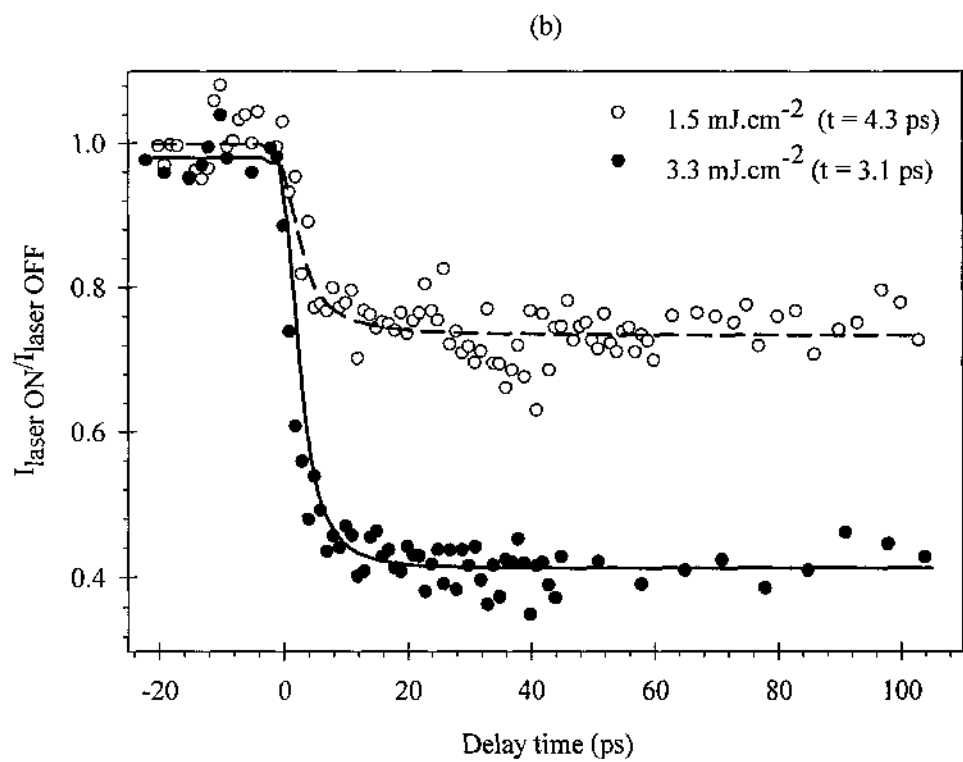 (b)
1.5 mJ.cm-2 (t = 4.3 ps)
3.3 mJ.cm-2 (t = 3.1 ps)
Ilaser ON/Ilaser OFF
1.0
0.8
0.6
0.4
-20 0 20 40 60 80 100
Delay time (ps)